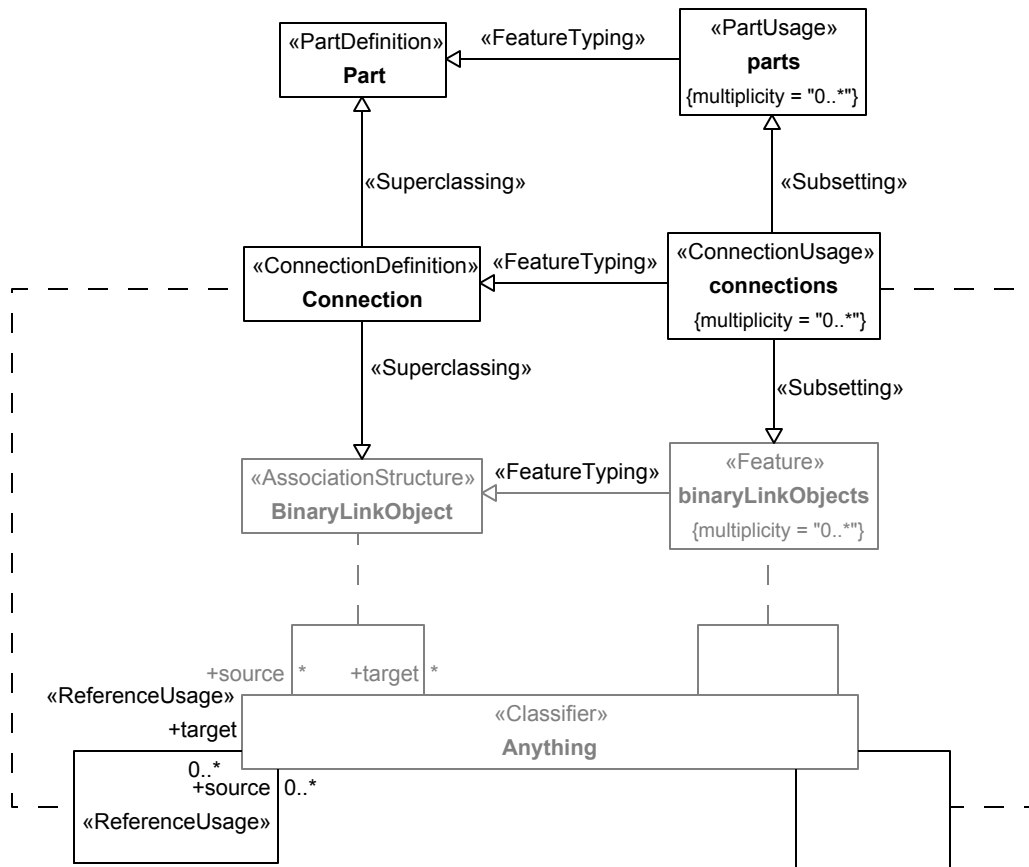 «PartDefinition»
Part
«FeatureTyping»
«PartUsage»
parts
{multiplicity = "0..*"}
«Superclassing»
«Subsetting»
«ConnectionDefinition»
Connection
«FeatureTyping»
«ConnectionUsage»
connections
{multiplicity = "0..*"}
«Superclassing»
«Subsetting»
«AssociationStructure»
BinaryLinkObject
«FeatureTyping»
«Feature»
binaryLinkObjects
{multiplicity = "0..*"}
+source *
+target *
«ReferenceUsage»
+target
0..*
«Classifier»
Anything
+source 0..*
«ReferenceUsage»